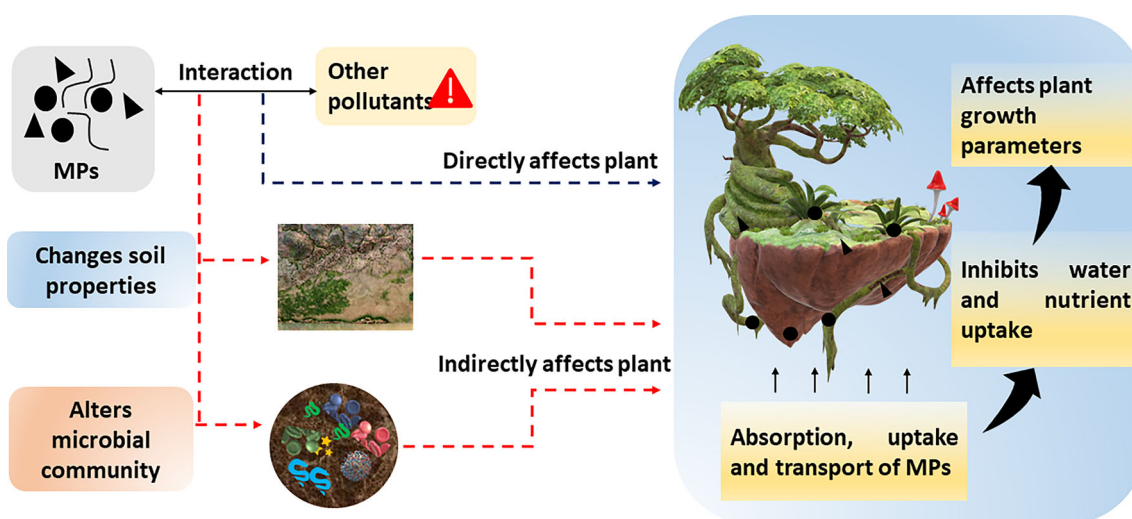 Interaction
Other
pollutants
MPs
Directly affects plant
Changes soil
properties
Indirectly affects plant
Alters
microbial
community
Affects plant
growth
parameters
Inhibits water
and nutrient
uptake
Absorption, uptake
and transport of MPs